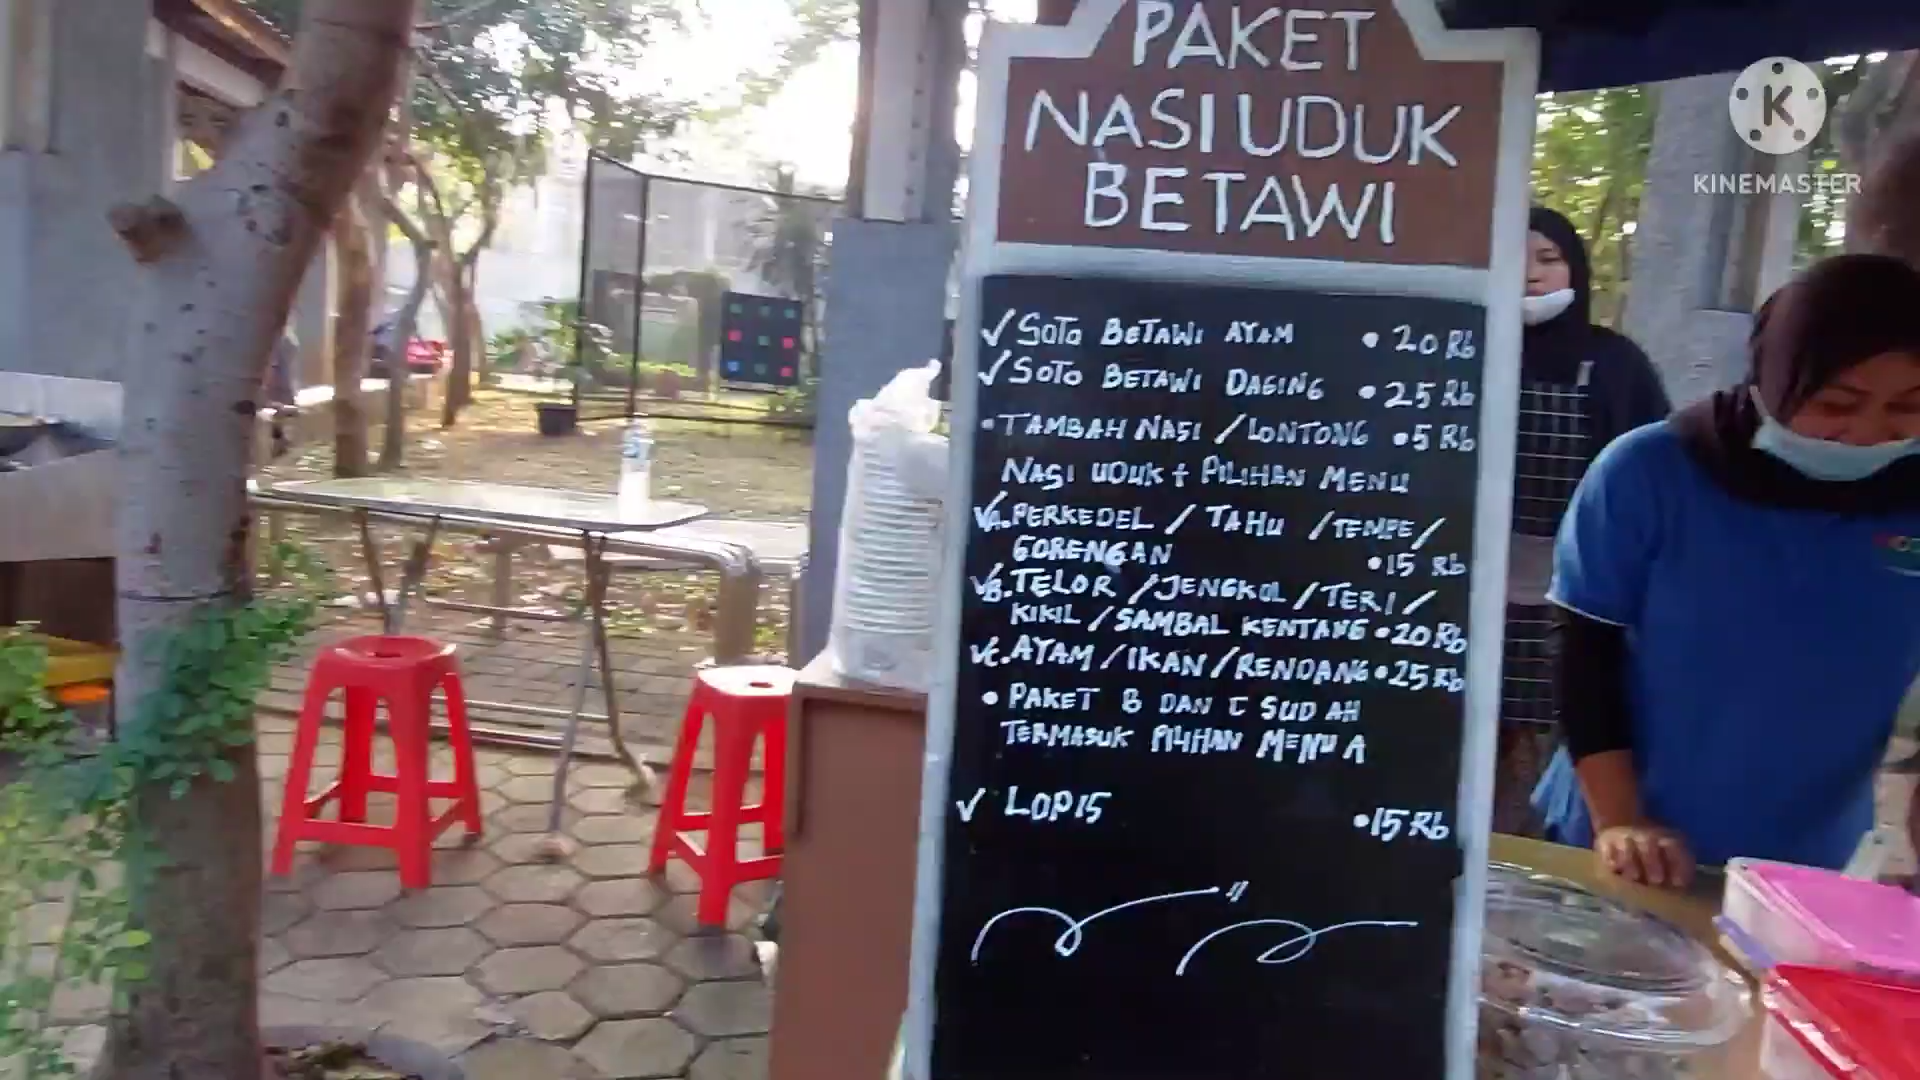 PAKET
NASI UDUK
BETAWI
KINEMASTER
✓ SOTO BETAWI AYAM • 20 Rb
✓ SOTO BETAWI DAGING • 25 Rb
• TAMBAH NASI / LONTONG • 5 Rb
NASI UDUK + PILIHAN MENU
✓A. PERKEDEL / TAHU / TEMPE /
GORENGAN • 15 Rb
✓B. TELOR / JENGKOL / TERI /
KIKIL / SAMBAL KENTANG • 20 Rb
✓C. AYAM / IKAN / RENDANG • 25 Rb
• PAKET B DAN C SUDAH
TERMASUK PILIHAN MENU A
✓ LOPIS • 15 Rb